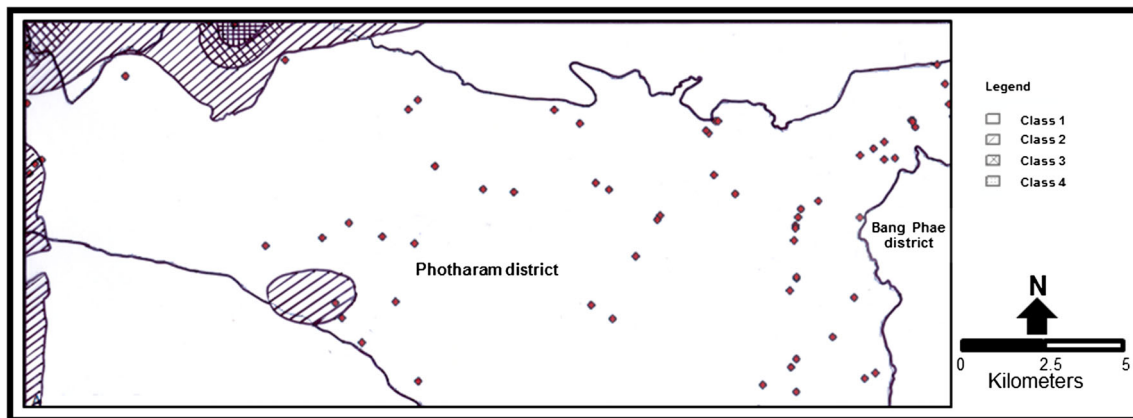 Legend
Class 1
Class 2
Class 3
Class 4
Photharam district
Bang Phae
district
N
0 2.5 5
Kilometers